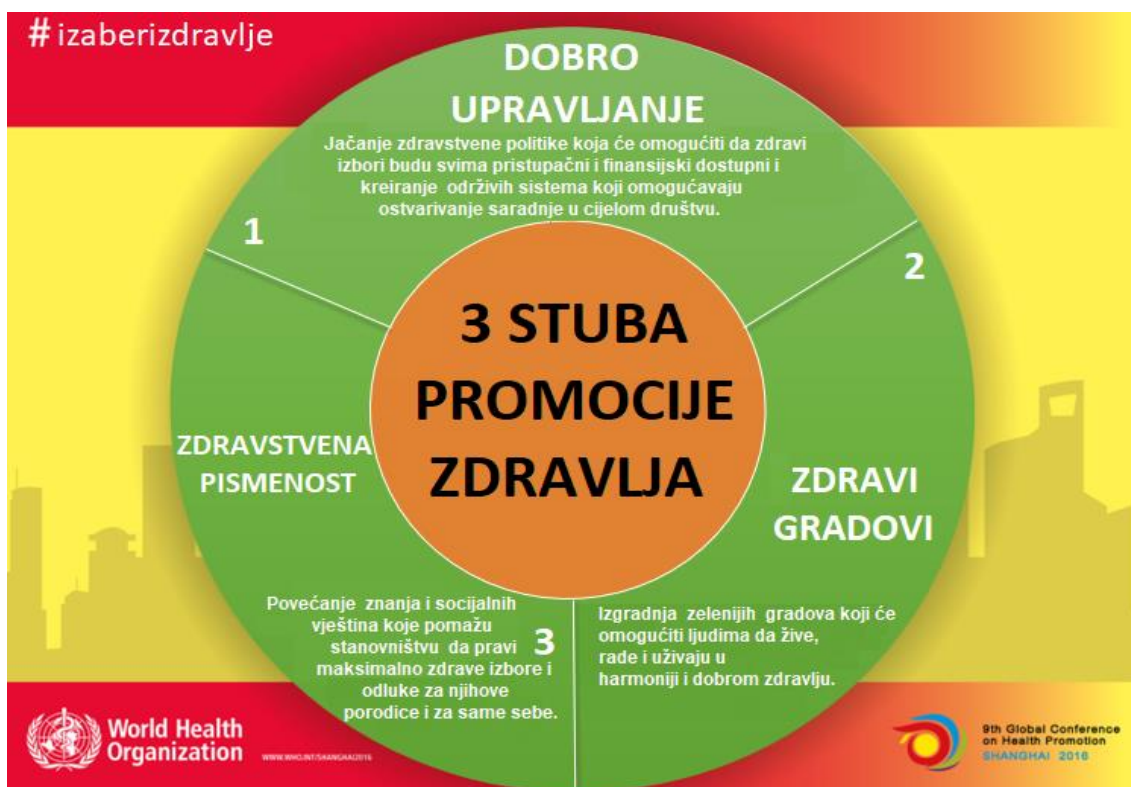 # izaberizdravlje
DOBRO
UPRAVLJANJE
Jačanje zdravstvene politike koja će omogućiti da zdravi
izbori budu svima pristupačni i finansijski dostupni i
kreiranje održivih sistema koji omogućavaju
ostvarivanje saradnje u cijelom društvu.
1
2
3 STUBA
PROMOCIJE
ZDRAVLJA
ZDRAVSTVENA
PISMENOST
ZDRAVI
GRADOVI
Povećanje znanja i socijalnih
vještina koje pomažu
stanovništvu da pravi
maksimalno zdrave izbore i
odluke za njihove
porodice i za same sebe.
3
Izgradnja zelenijih gradova koji će
omogućiti ljudima da žive,
rade i uživaju u
harmoniji i dobrom zdravlju.
World Health
Organization
WWW.WHO.INT/SHANGHAI2016
9th Global Conference
on Health Promotion
SHANGHAI 2016